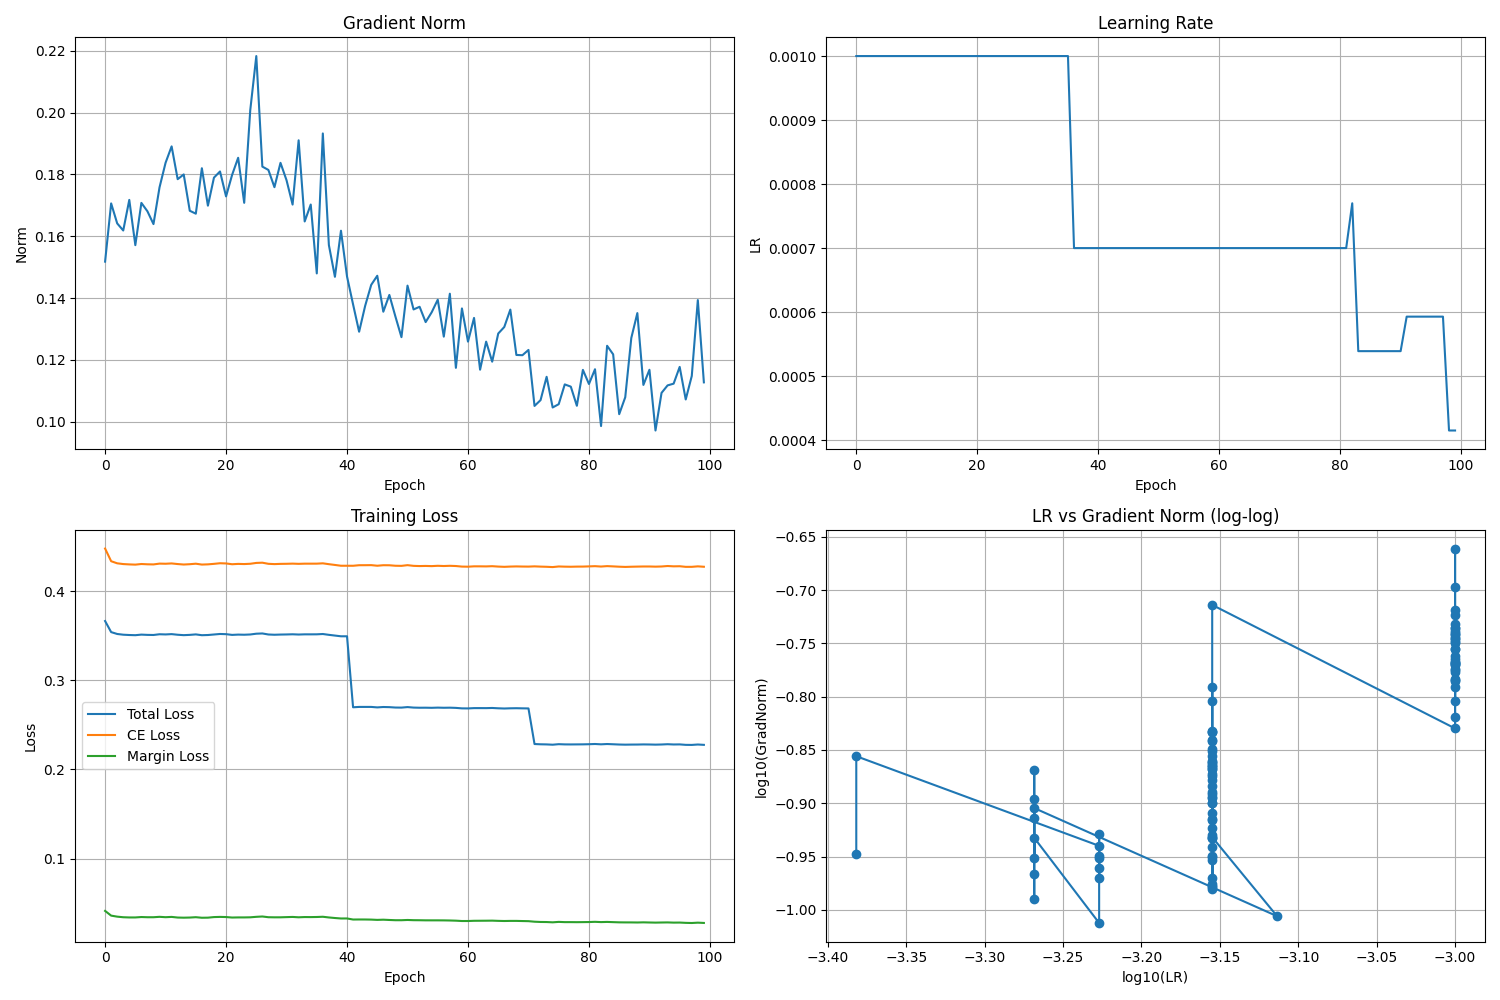 Gradient Norm
0.22
0.20
0.18
0.16
0.14
0.12
0.10
Norm
0 20 40 60 80 100
Epoch
Learning Rate
0.0010
0.0009
0.0008
0.0007
0.0006
0.0005
0.0004
LR
0 20 40 60 80 100
Epoch
Training Loss
0.4
0.3
0.2
0.1
Loss
Total Loss
CE Loss
Margin Loss
0 20 40 60 80 100
Epoch
LR vs Gradient Norm (log-log)
−0.65
−0.70
−0.75
−0.80
−0.85
−0.90
−0.95
−1.00
log10(GradNorm)
−3.40 −3.35 −3.30 −3.25 −3.20 −3.15 −3.10 −3.05 −3.00
log10(LR)